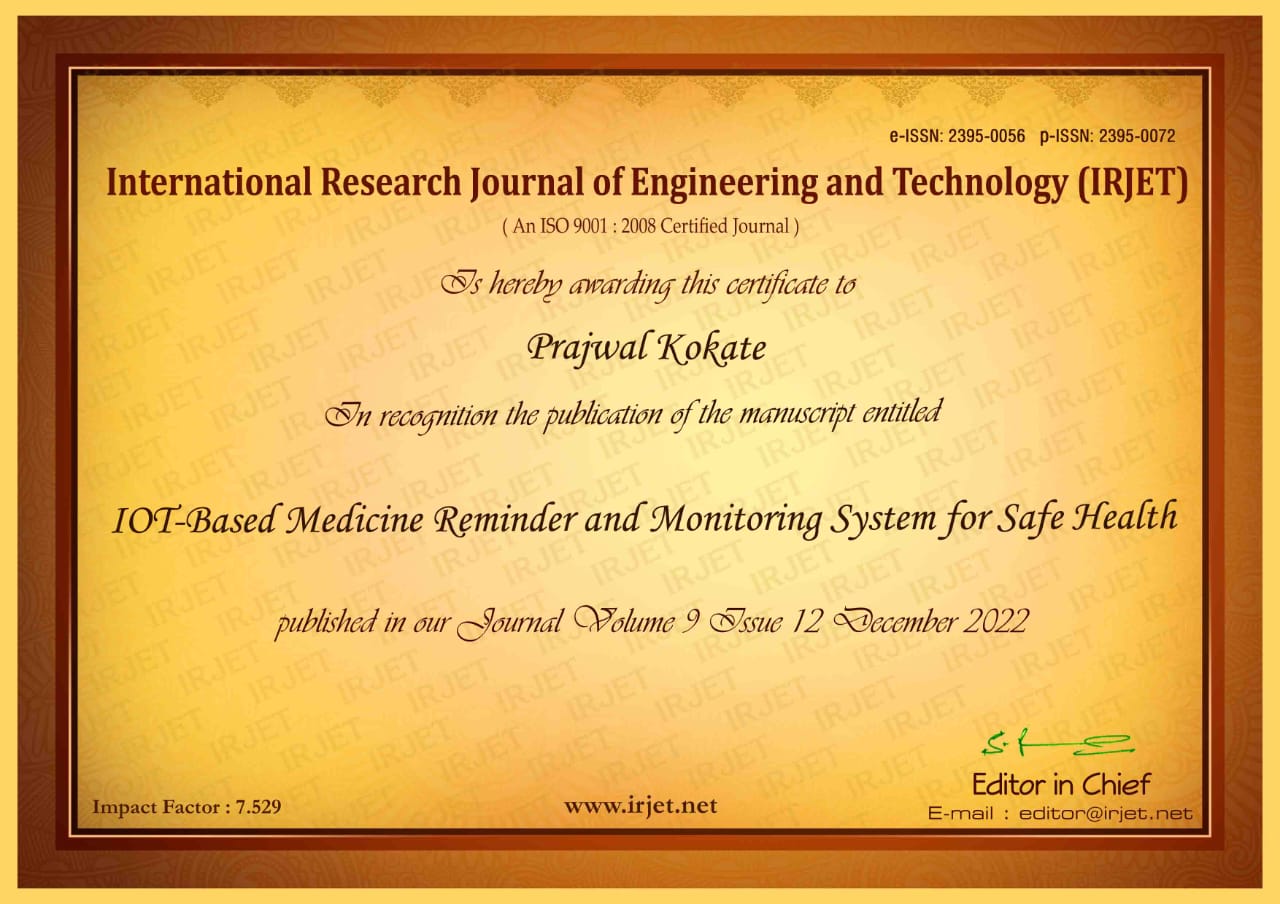 e-ISSN: 2395-0056 p-ISSN: 2395-0072
International Research Journal of Engineering and Technology (IRJET)
( An ISO 9001 : 2008 Certified Journal )
Is hereby awarding this certificate to
Prajwal Kokate
In recognition the publication of the manuscript entitled
IOT-Based Medicine Reminder and Monitoring System for Safe Health
published in our Journal Volume 9 Issue 12 December 2022
Editor in Chief
Impact Factor : 7.529
www.irjet.net
E-mail : editor@irjet.net